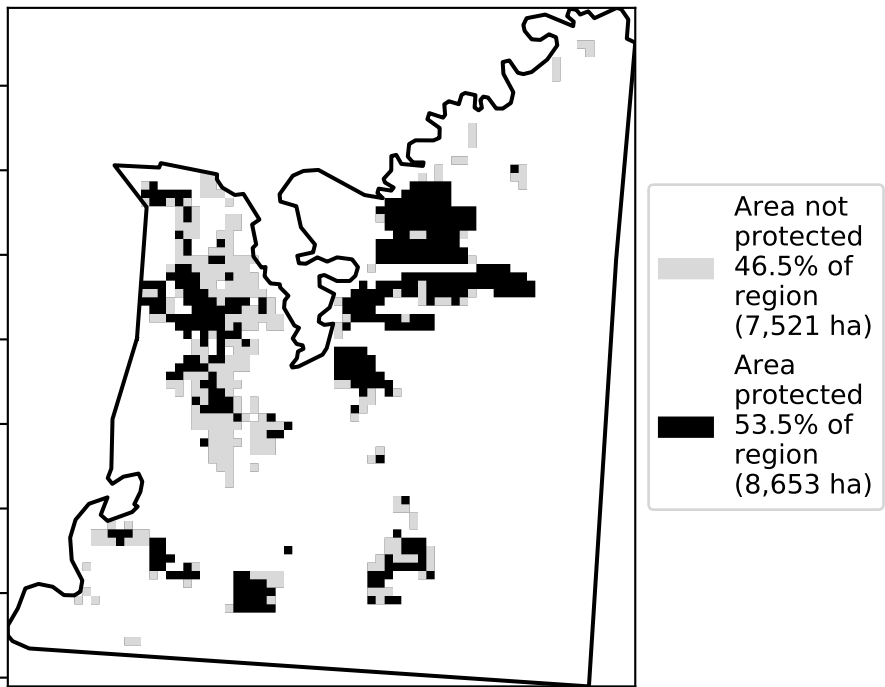 Area not
protected
46.5% of
region
(7,521 ha)
Area
protected
53.5% of
region
(8,653 ha)